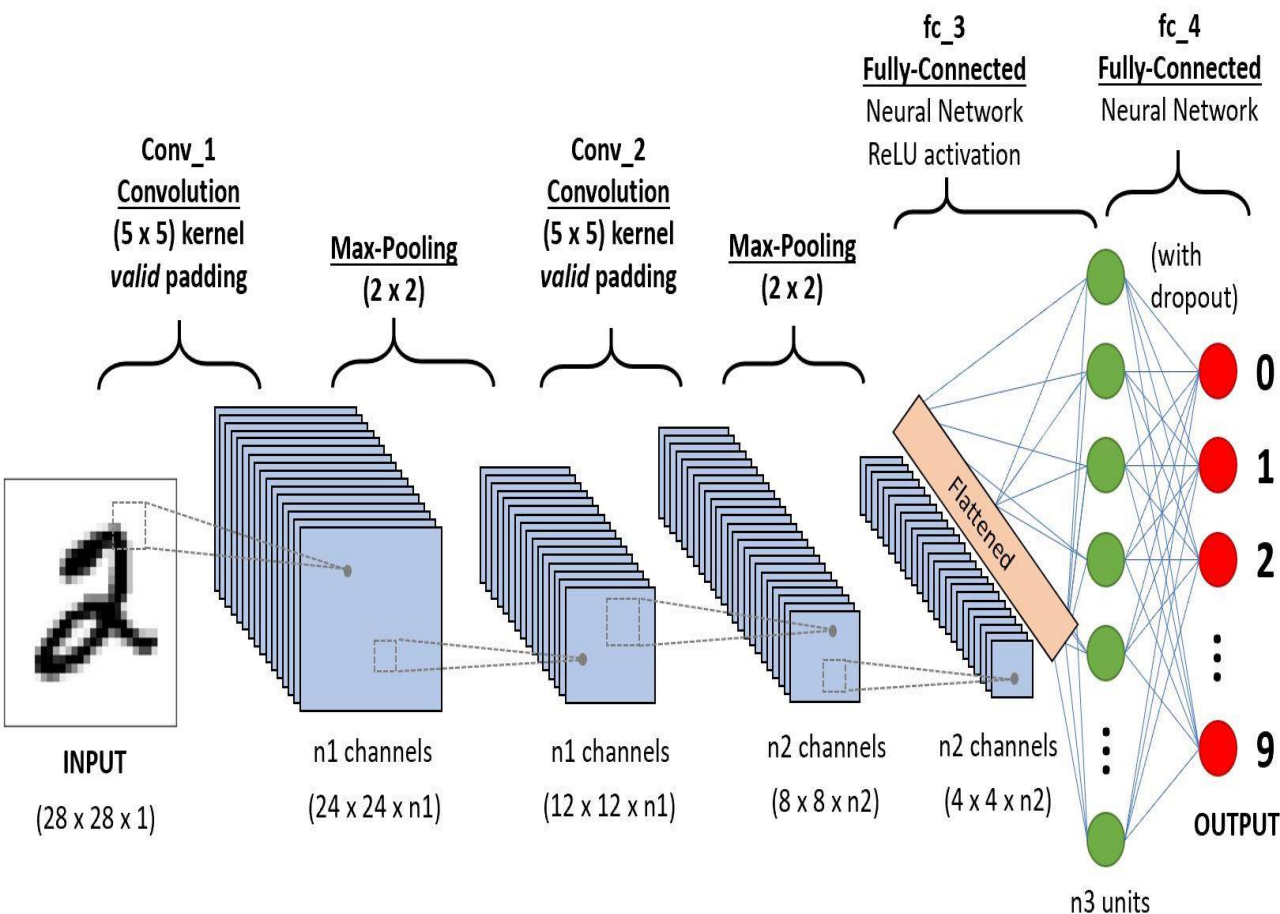 fc_3
Fully-Connected
Neural Network
ReLU activation
fc_4
Fully-Connected
Neural Network
Conv_1
Convolution
(5 x 5) kernel
valid padding
Max-Pooling
(2 x 2)
Conv_2
Convolution
(5 x 5) kernel
valid padding
Max-Pooling
(2 x 2)
(with
dropout)
Flattened
0
1
2
9
INPUT
(28 x 28 x 1)
n1 channels
(24 x 24 x n1)
n1 channels
(12 x 12 x n1)
n2 channels
(8 x 8 x n2)
n2 channels
(4 x 4 x n2)
OUTPUT
n3 units